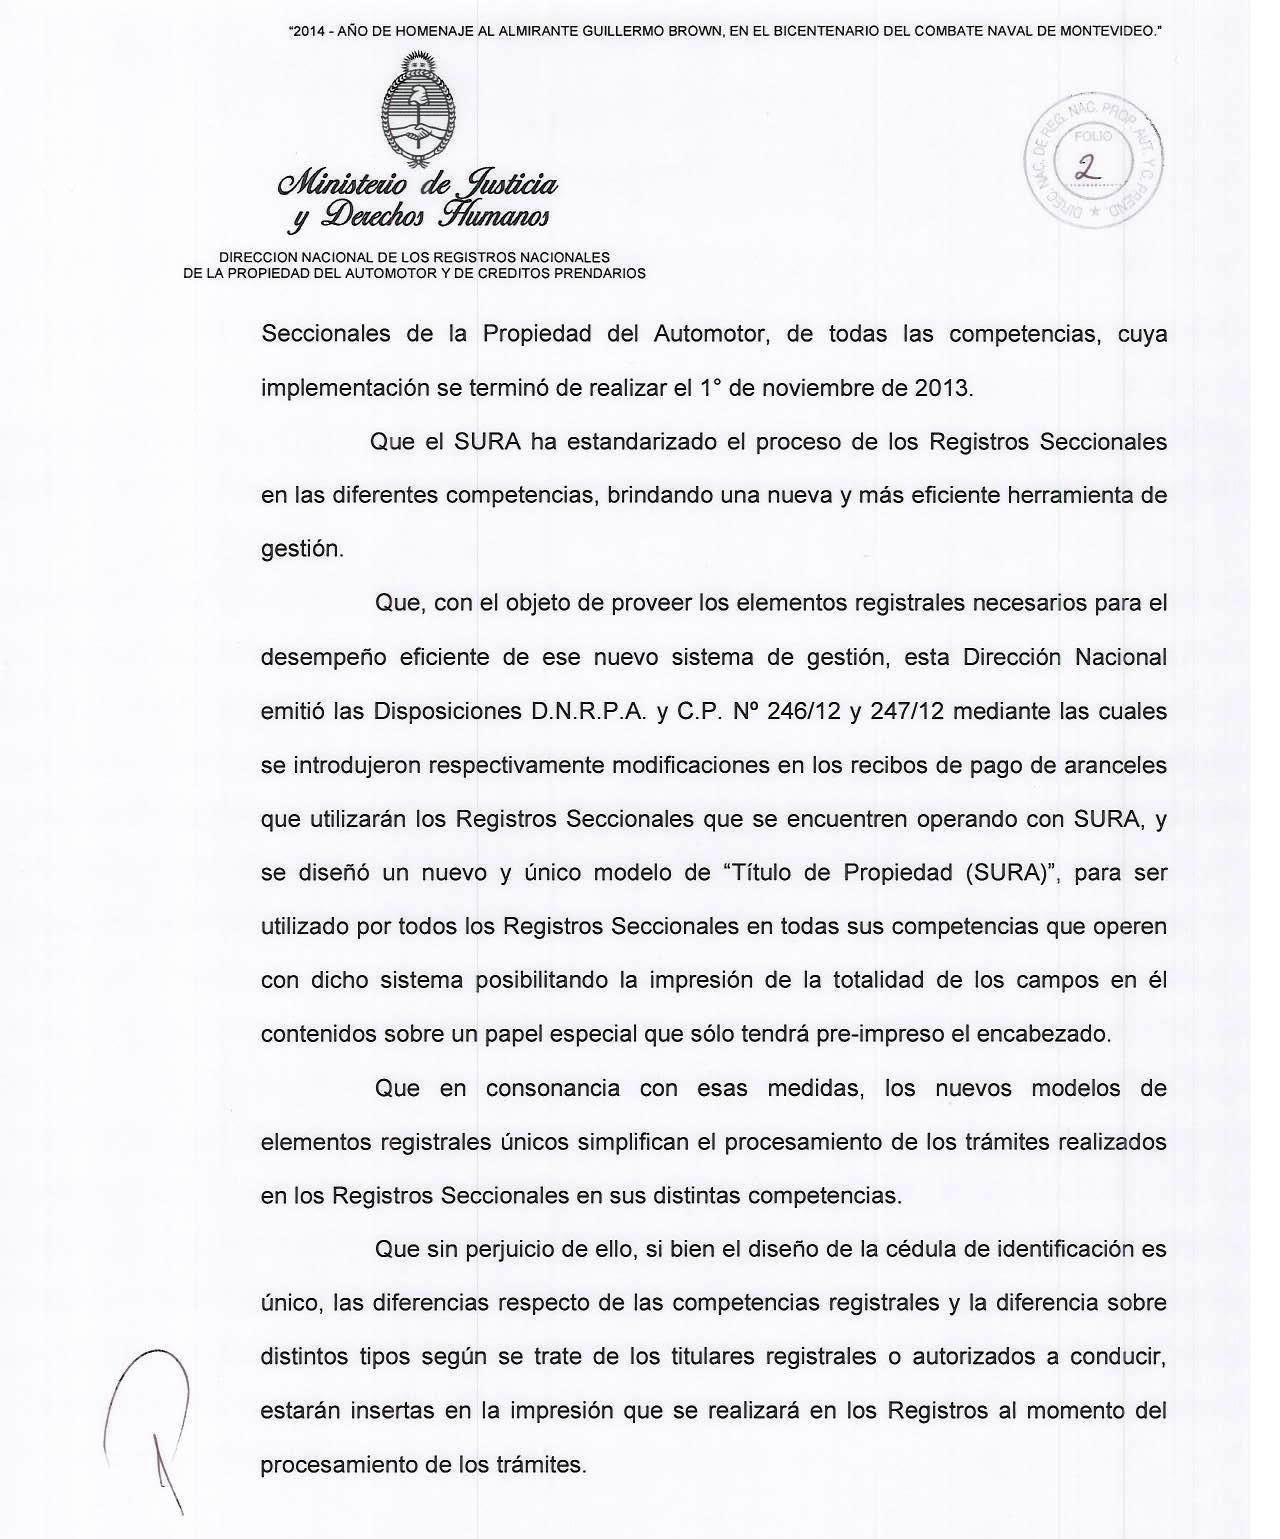 "2014 - AÑO DE HOMENAJE AL ALMIRANTE GUILLERMO BROWN, EN EL BICENTENARIO DEL COMBATE NAVAL DE MONTEVIDEO."
Ministerio de Justicia
y Derechos Humanos
DIREC. NAC. DE REG. NAC. PROP. AUT. Y C. PREND.
FOLIO
2
DIRECCION NACIONAL DE LOS REGISTROS NACIONALES
DE LA PROPIEDAD DEL AUTOMOTOR Y DE CREDITOS PRENDARIOS
Seccionales de la Propiedad del Automotor, de todas las competencias, cuya
implementación se terminó de realizar el 1° de noviembre de 2013.
Que el SURA ha estandarizado el proceso de los Registros Seccionales
en las diferentes competencias, brindando una nueva y más eficiente herramienta de
gestión.
Que, con el objeto de proveer los elementos registrales necesarios para el
desempeño eficiente de ese nuevo sistema de gestión, esta Dirección Nacional
emitió las Disposiciones D.N.R.P.A. y C.P. Nº 246/12 y 247/12 mediante las cuales
se introdujeron respectivamente modificaciones en los recibos de pago de aranceles
que utilizarán los Registros Seccionales que se encuentren operando con SURA, y
se diseñó un nuevo y único modelo de “Título de Propiedad (SURA)”, para ser
utilizado por todos los Registros Seccionales en todas sus competencias que operen
con dicho sistema posibilitando la impresión de la totalidad de los campos en él
contenidos sobre un papel especial que sólo tendrá pre-impreso el encabezado.
Que en consonancia con esas medidas, los nuevos modelos de
elementos registrales únicos simplifican el procesamiento de los trámites realizados
en los Registros Seccionales en sus distintas competencias.
Que sin perjuicio de ello, si bien el diseño de la cédula de identificación es
único, las diferencias respecto de las competencias registrales y la diferencia sobre
distintos tipos según se trate de los titulares registrales o autorizados a conducir,
estarán insertas en la impresión que se realizará en los Registros al momento del
procesamiento de los trámites.